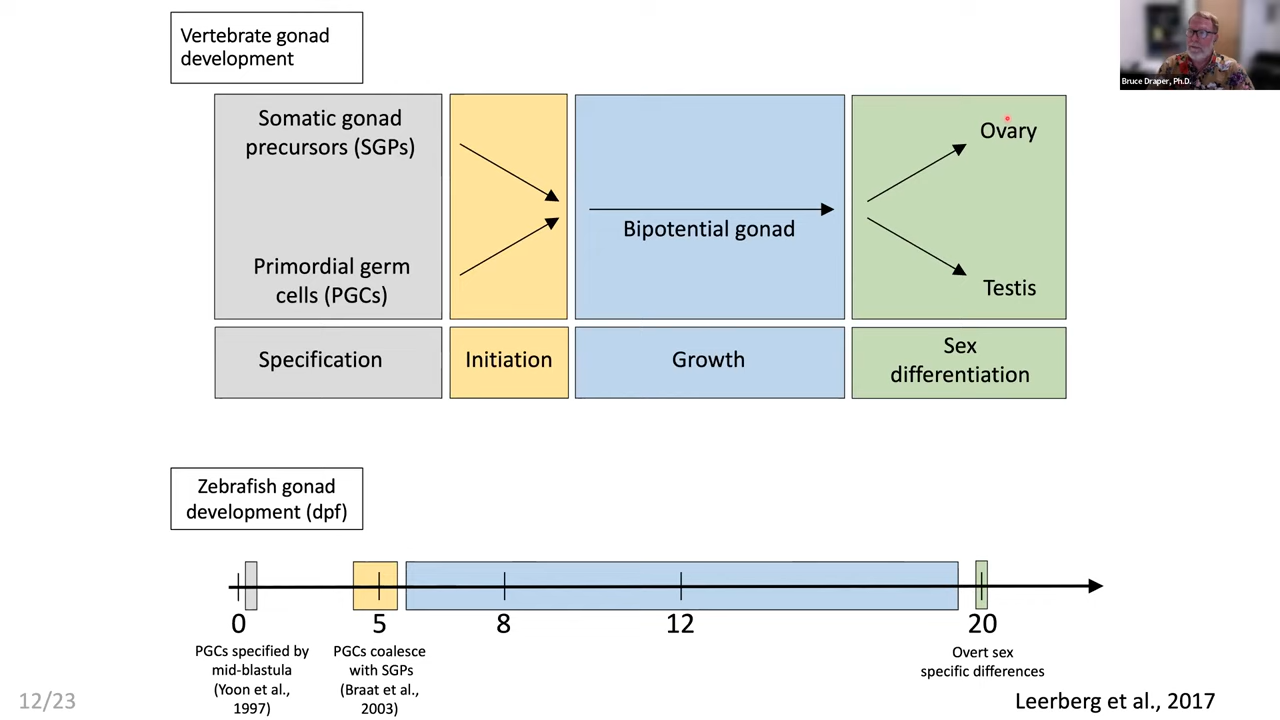 Vertebrate gonad
development
Bruce Draper, Ph.D.
Somatic gonad
precursors (SGPs)
Primordial germ
cells (PGCs)
Bipotential gonad
Ovary
Testis
Specification
Initiation
Growth
Sex
differentiation
Zebrafish gonad
development (dpf)
0
5
8
12
20
PGCs specified by
mid-blastula
(Yoon et al.,
1997)
PGCs coalesce
with SGPs
(Braat et al.,
2003)
Overt sex
specific differences
12/23
Leerberg et al., 2017